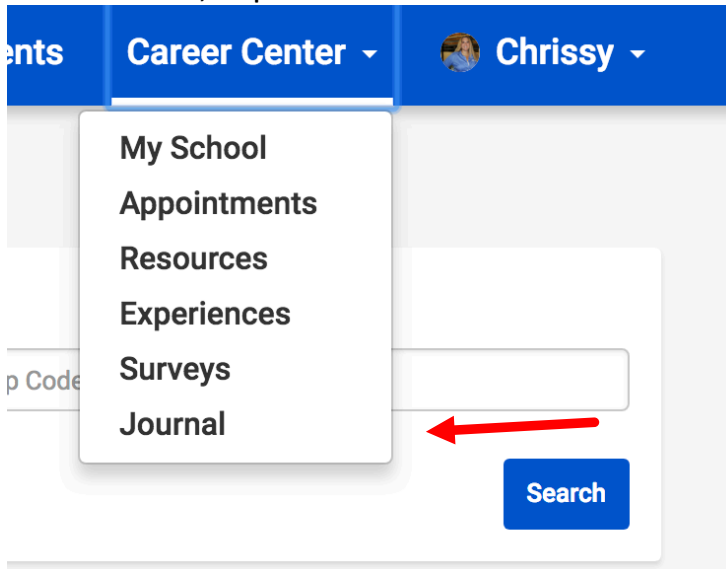 ents Career Center Chrissy
My School
Appointments
Resources
Experiences
Surveys
p Code
Journal
Search